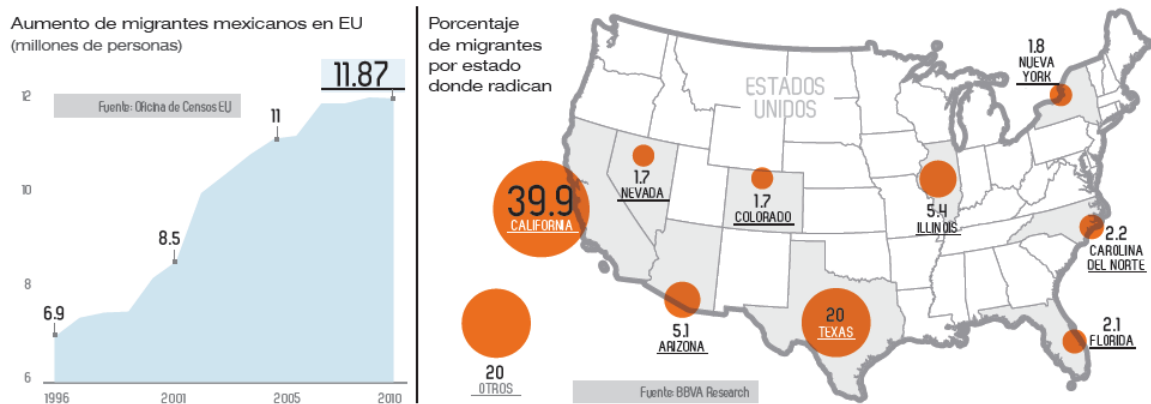 Aumento de migrantes mexicanos en EU
(millones de personas)
11.87
12
Fuente: Oficina de Censos EU
11
10
8.5
8
6.9
6
1996
2001
2005
2010
Porcentaje
de migrantes
por estado
donde radican
ESTADOS
UNIDOS
1.8
NUEVA
YORK
1.7
NEVADA
1.7
COLORADO
39.9
CALIFORNIA
5.4
ILLINOIS
2.2
CAROLINA
DEL NORTE
20
TEXAS
5.1
ARIZONA
2.1
FLORIDA
20
OTROS
Fuente: BBVA Research